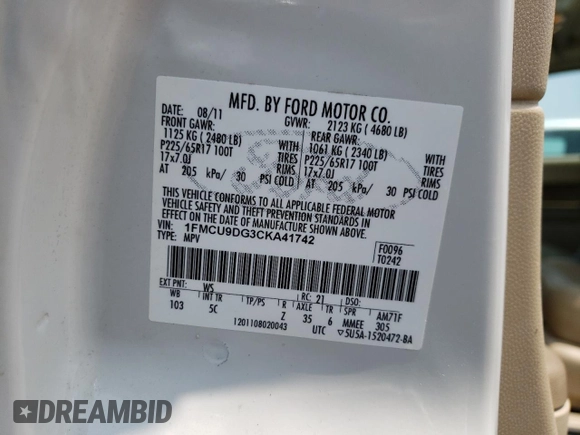 MFD. BY FORD MOTOR CO.
DATE: 08/11 GVWR: 2123 KG ( 4680 LB)
FRONT GAWR: REAR GAWR:
1125 KG ( 2480 LB) WITH 1061 KG ( 2340 LB) WITH
P225/65R17 100T TIRES P225/65R17 100T TIRES
17x7.0J RIMS 17x7.0J RIMS
AT 205 kPa/ 30 PSI COLD AT 205 kPa/ 30 PSI COLD
THIS VEHICLE CONFORMS TO ALL APPLICABLE FEDERAL MOTOR
VEHICLE SAFETY AND THEFT PREVENTION STANDARDS IN
EFFECT ON THE DATE OF MANUFACTURE SHOWN ABOVE.
VIN: 1FMCU9DG3CKA41742 F0096
TYPE: MPV T0242
EXT PNT: WS RC: 21 DSO:
WB INT TR TP/PS R AXLE TR SPR AM71F
103 5C Z 35 6 MMEE 305
1201108020043 UTC ▽5U5A-1520472-BA
DREAMBID